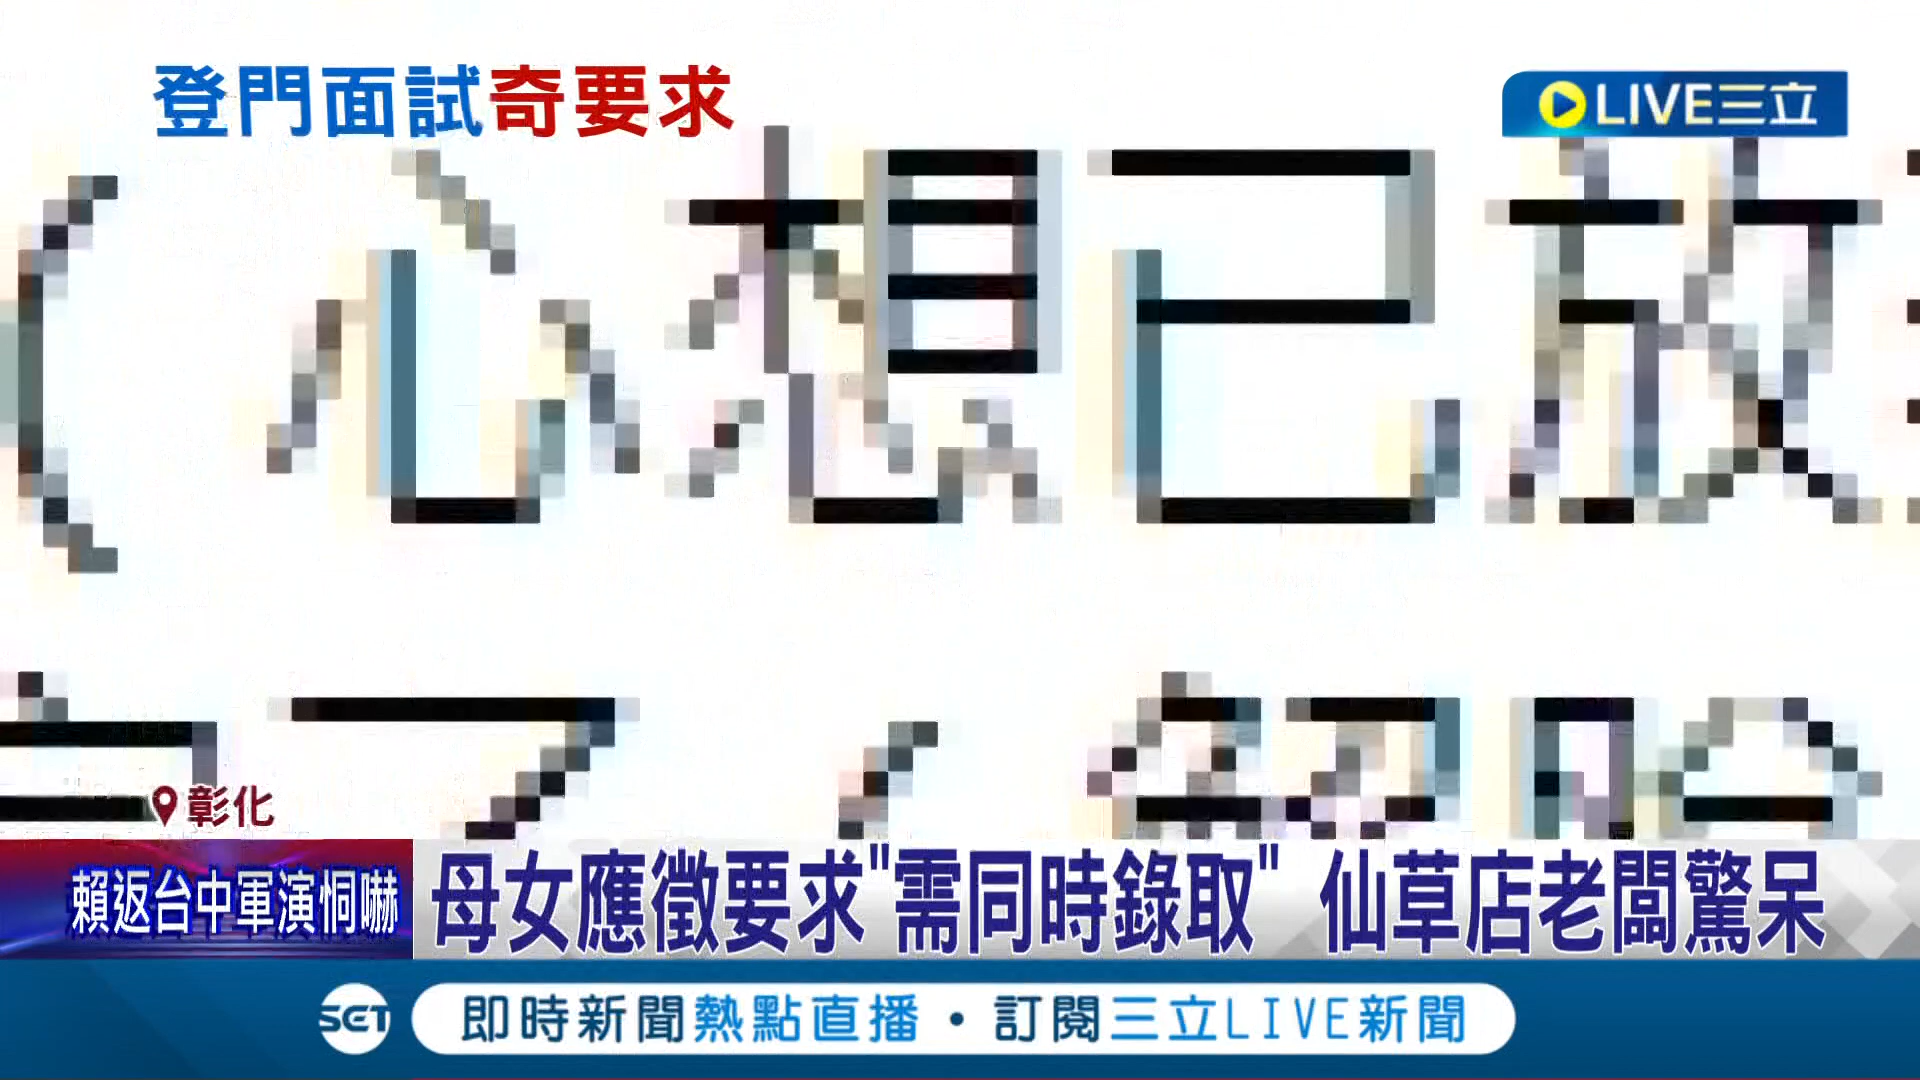 登門面試奇要求
LIVE三立
（心想已放
彰化
賴返台中軍演恫嚇
母女應徵要求"需同時錄取" 仙草店老闆驚呆
SET
即時新聞熱點直播・訂閱三立LIVE新聞